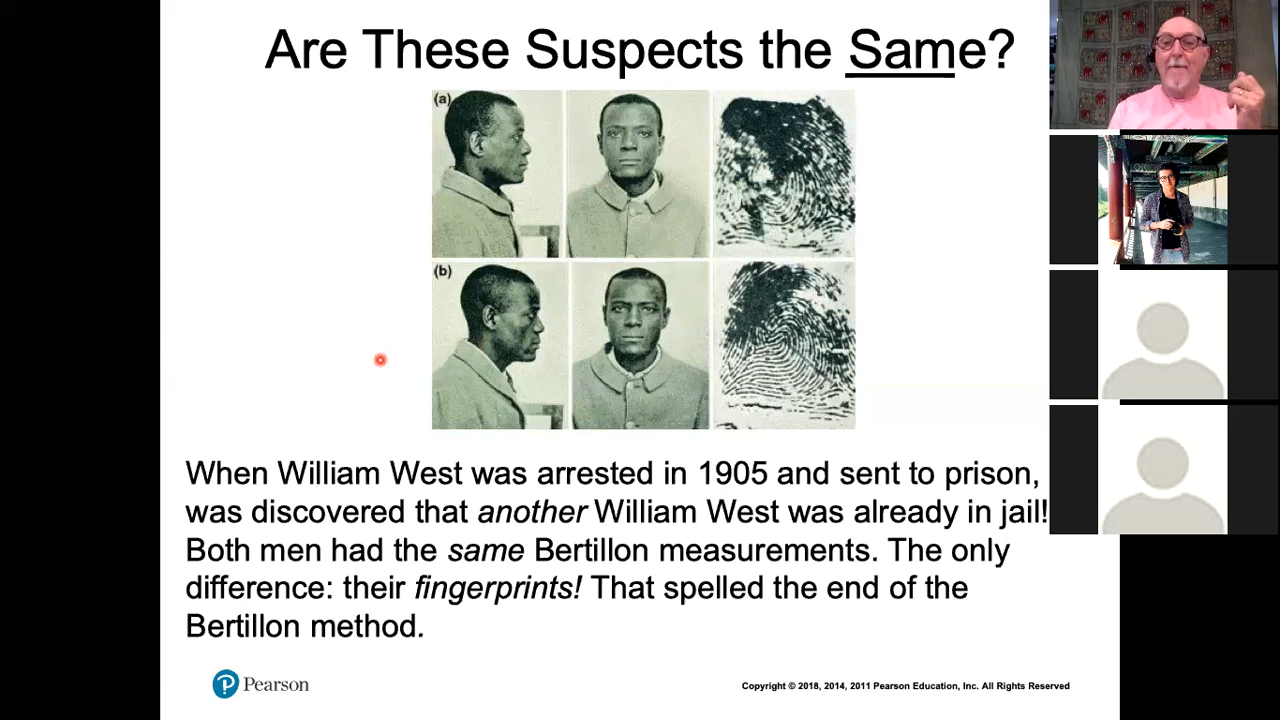 Are These Suspects the Same?
(a)
(b)
When William West was arrested in 1905 and sent to prison,
was discovered that another William West was already in jail!
Both men had the same Bertillon measurements. The only
difference: their fingerprints! That spelled the end of the
Bertillon method.
Pearson
Copyright © 2018, 2014, 2011 Pearson Education, Inc. All Rights Reserved